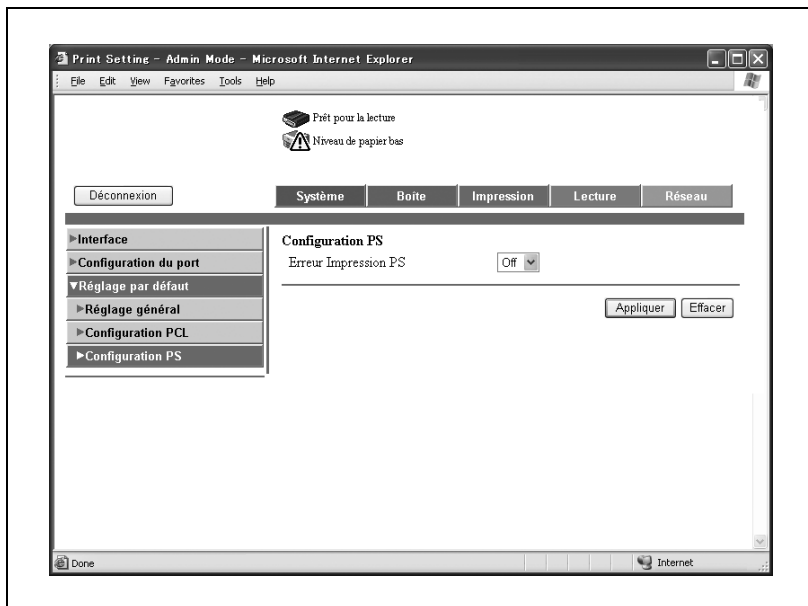 Print Setting - Admin Mode - Microsoft Internet Explorer
File Edit View Favorites Tools Help
Prêt pour la lecture
Niveau de papier bas
Déconnexion
Système Boite Impression Lecture Réseau
Interface
Configuration du port
Réglage par défaut
Réglage général
Configuration PCL
Configuration PS
Configuration PS
Erreur Impression PS Off
Appliquer Effacer
Done Internet